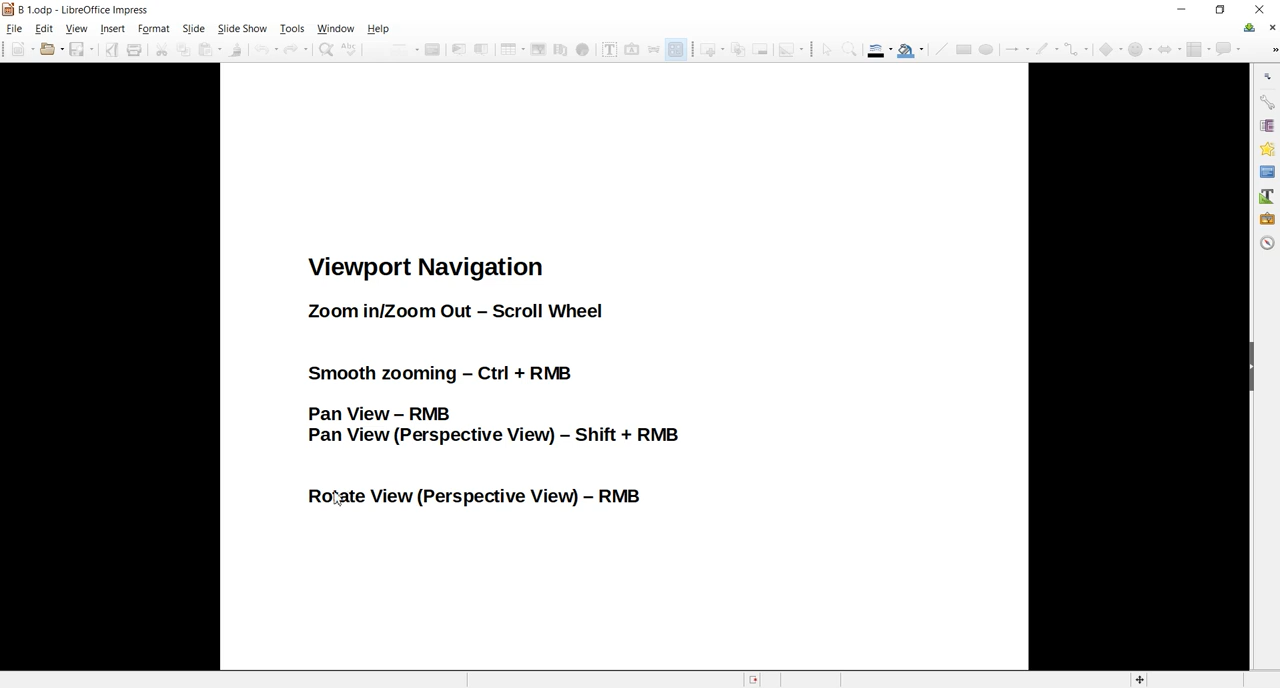 B 1.odp - LibreOffice Impress
File Edit View Insert Format Slide Slide Show Tools Window Help
Viewport Navigation
Zoom in/Zoom Out – Scroll Wheel
Smooth zooming – Ctrl + RMB
Pan View – RMB
Pan View (Perspective View) – Shift + RMB
Rotate View (Perspective View) – RMB